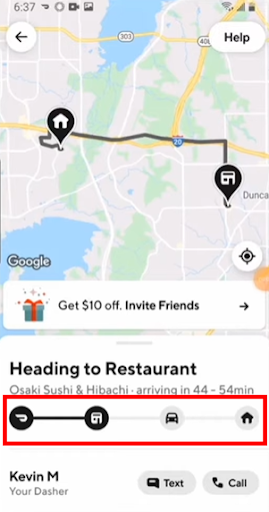 6:37
303
40L
Help
20
Dunca
Google
Get $10 off. Invite Friends
Heading to Restaurant
Osaki Sushi & Hibachi · arriving in 44 - 54min
Kevin M
Your Dasher
Text
Call